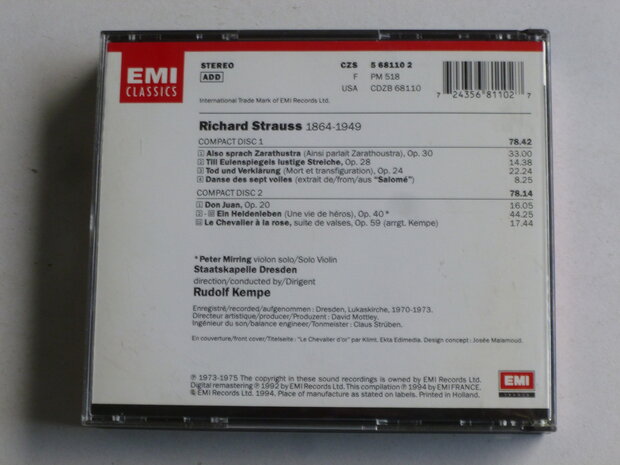 EMI
CLASSICS
STEREO
ADD
CZS 5 68110 2
F PM 518
USA CDZB 68110
7 24356 81102 7
International Trade Mark of EMI Records Ltd.
Richard Strauss 1864-1949
COMPACT DISC 1 78.42
1 Also sprach Zarathustra (Ainsi parlait Zarathoustra), Op. 30 33.00
2 Till Eulenspiegels lustige Streiche, Op. 28 14.38
3 Tod und Verklärung (Mort et transfiguration), Op. 24 22.24
4 Danse des sept voiles (extrait de/from/aus "Salomé") 8.25
COMPACT DISC 2 78.14
1 Don Juan, Op. 20 16.05
2 - Ein Heidenleben (Une vie de héros), Op. 40* 44.25
Le Chevalier à la rose, suite de valses, Op. 59 (arrgt. Kempe) 17.44
* Peter Mirring violon solo/Solo Violin
Staatskapelle Dresden
direction/conducted by/Dirigent
Rudolf Kempe
Enregistré/recorded/aufgenommen : Dresden, Lukaskirche, 1970-1973.
Directeur artistique/producer/Produzent : David Mottley.
Ingénieur du son/balance engineer/Tonmeister : Claus Strüben.
En couverture/front cover/Titelseite : "Le Chevalier d'or" par Klimt. Ekta Edimedia. Design concept : Josée Malamoud.
℗ 1973-1975 The copyright in these sound recordings is owned by EMI Records Ltd.
Digital remastering ℗ 1992 by EMI Records Ltd. This compilation ℗ 1994 by EMI FRANCE.
© EMI Records Ltd. 1994. Place of manufacture as stated on labels. Printed in Holland.
EMI
FRANCE